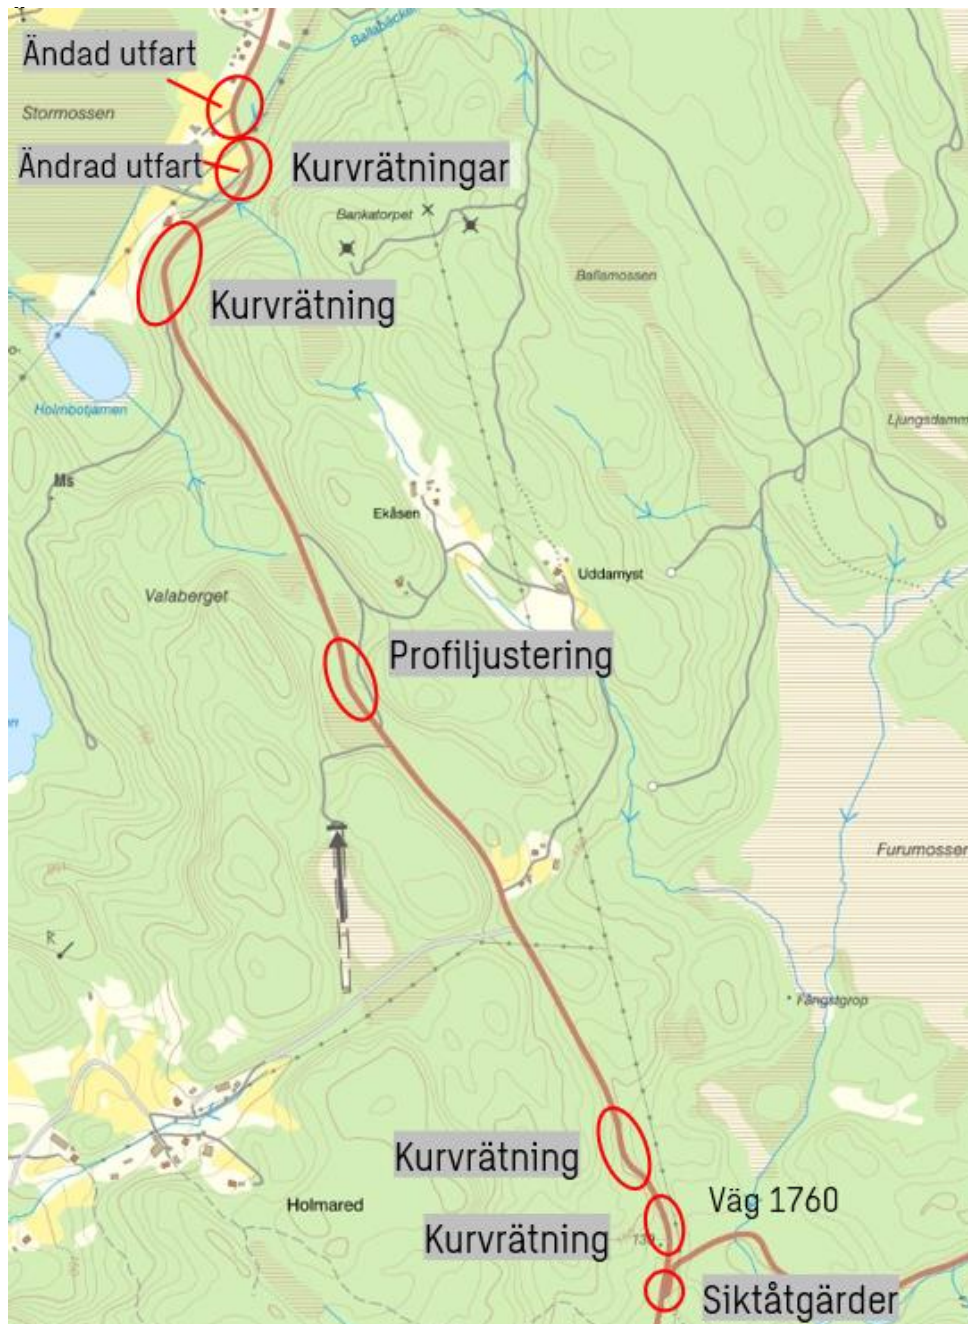 Ballabäcken
Ändad utfart
Stormossen
Ändrad utfart
Kurvrätningar
Bankatorpet
Ballsmossen
Kurvrätning
Holmbotjärnen
Ljungsdamm
Ms
Ekåsen
Uddamyst
Valaberget
Profiljustering
Furumossen
R
Fångstgrop
Kurvrätning
Holmared
Väg 1760
Kurvrätning
Siktåtgärder